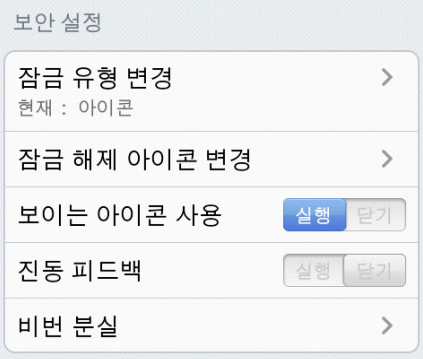 보안 설정
잠금 유형 변경
현재 : 아이콘
잠금 해제 아이콘 변경
보이는 아이콘 사용 실행 닫기
진동 피드백 실행 닫기
비번 분실